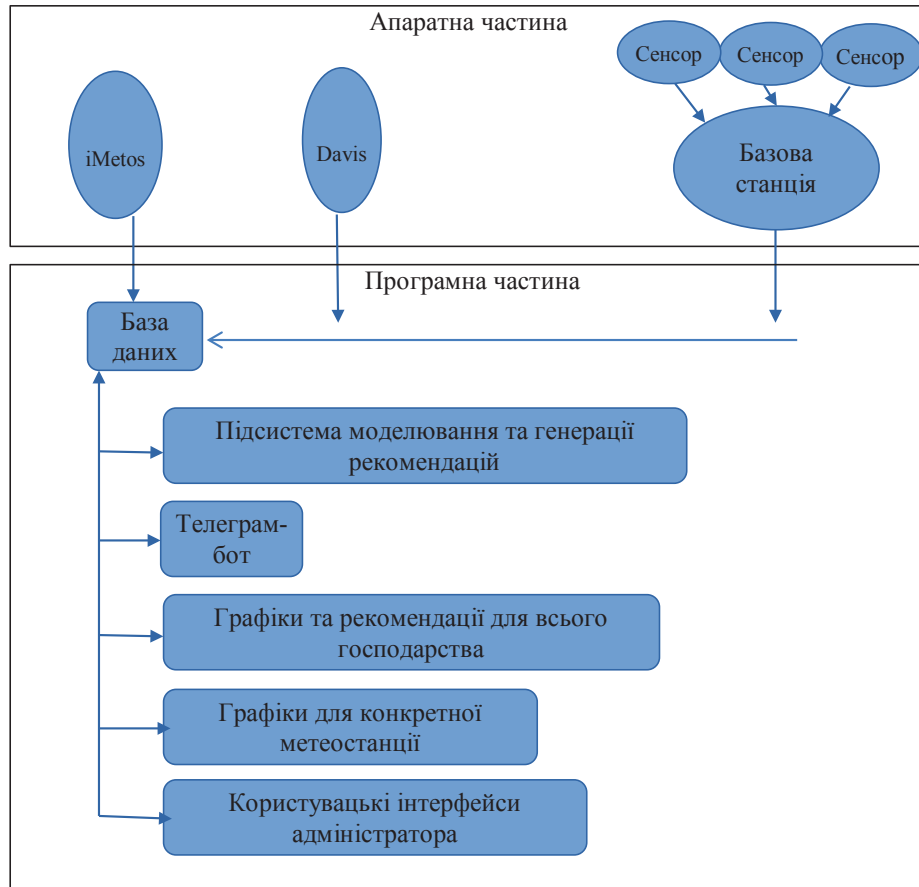 Апаратна частина
Сенсор
Сенсор
Сенсор
iMetos
Davis
Базова
станція
Програмна частина
База
даних
Підсистема моделювання та генерації
рекомендацій
Телеграм-
бот
Графіки та рекомендації для всього
господарства
Графіки для конкретної
метеостанції
Користувацькі інтерфейси
адміністратора